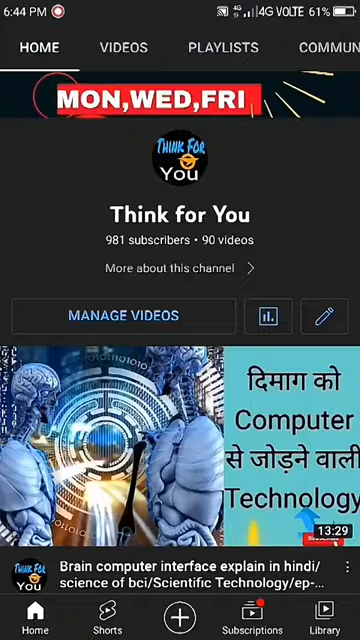 6:44 PM 4G 4G VOLTE 61%
HOME VIDEOS PLAYLISTS COMMUN
MON,WED,FRI
THINK FOR
You
Think for You
981 subscribers • 90 videos
More about this channel
MANAGE VIDEOS
दिमाग को
Computer
से जोड़ने वाली
Technology
13:29
THINK FOR
You
Brain computer interface explain in hindi/
science of bci/Scientific Technology/ep-...
Home Shorts Subscriptions Library